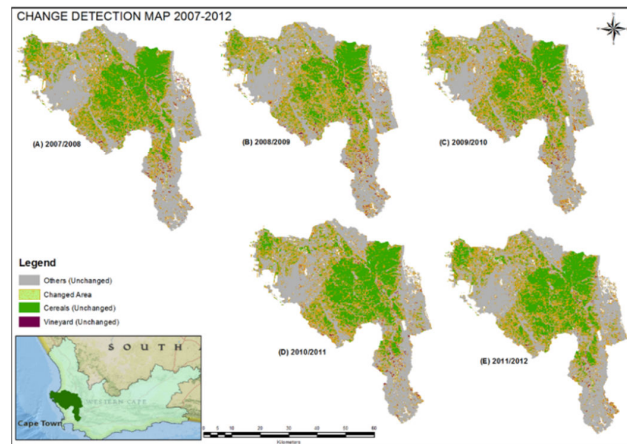 CHANGE DETECTION MAP 2007-2012
(A) 2007/2008
(B) 2008/2009
(C) 2009/2010
Legend
Others (Unchanged)
Changed Area
Cereals (Unchanged)
Vineyard (Unchanged)
(D) 2010/2011
(E) 2011/2012
SOUTH
WESTERN CAPE
Cape Town
Kilometers